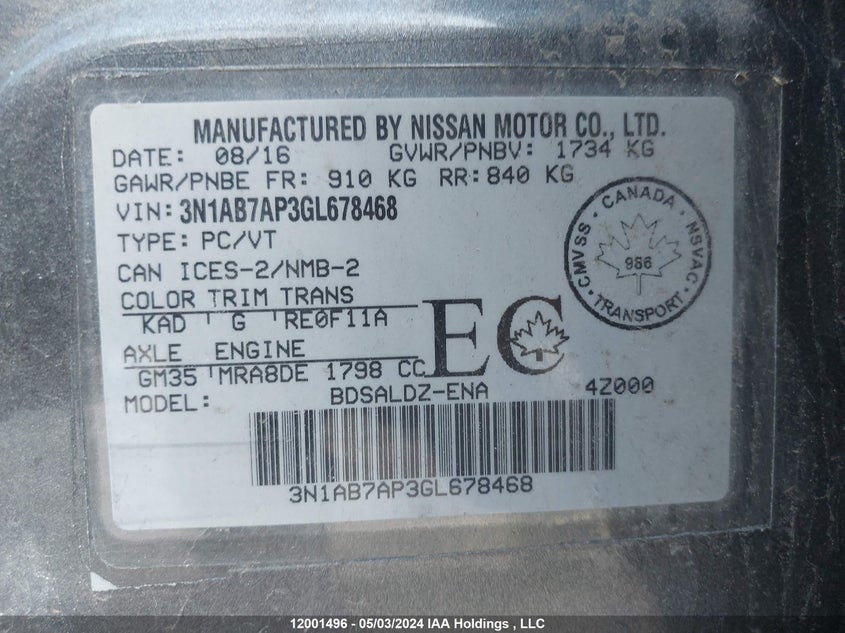 MANUFACTURED BY NISSAN MOTOR CO., LTD.
DATE: 08/16 GVWR/PNBV: 1734 KG
GAWR/PNBE FR: 910 KG RR: 840 KG
VIN: 3N1AB7AP3GL678468
TYPE: PC/VT
CAN ICES-2/NMB-2
COLOR TRIM TRANS
KAD G RE0F11A
AXLE ENGINE
GM35 MRA8DE 1798 CC
EC
MODEL: BDSALDZ-ENA 4Z000
CMVSS · CANADA · NSVAC · TRANSPORT ·
986
3N1AB7AP3GL678468
12001496 - 05/03/2024 IAA Holdings , LLC